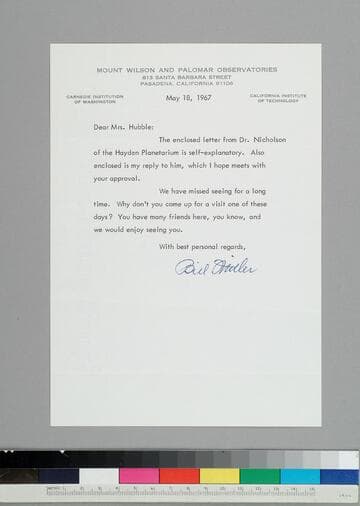 MOUNT WILSON AND PALOMAR OBSERVATORIES
813 SANTA BARBARA STREET
PASADENA, CALIFORNIA 91106
CARNEGIE INSTITUTION
OF WASHINGTON
CALIFORNIA INSTITUTE
OF TECHNOLOGY
May 18, 1967
Dear Mrs. Hubble:
The enclosed letter from Dr. Nicholson
of the Hayden Planetarium is self-explanatory. Also
enclosed is my reply to him, which I hope meets with
your approval.
We have missed seeing for a long
time. Why don't you come up for a visit one of these
days? You have many friends here, you know, and
we would enjoy seeing you.
With best personal regards,
Bill Miller